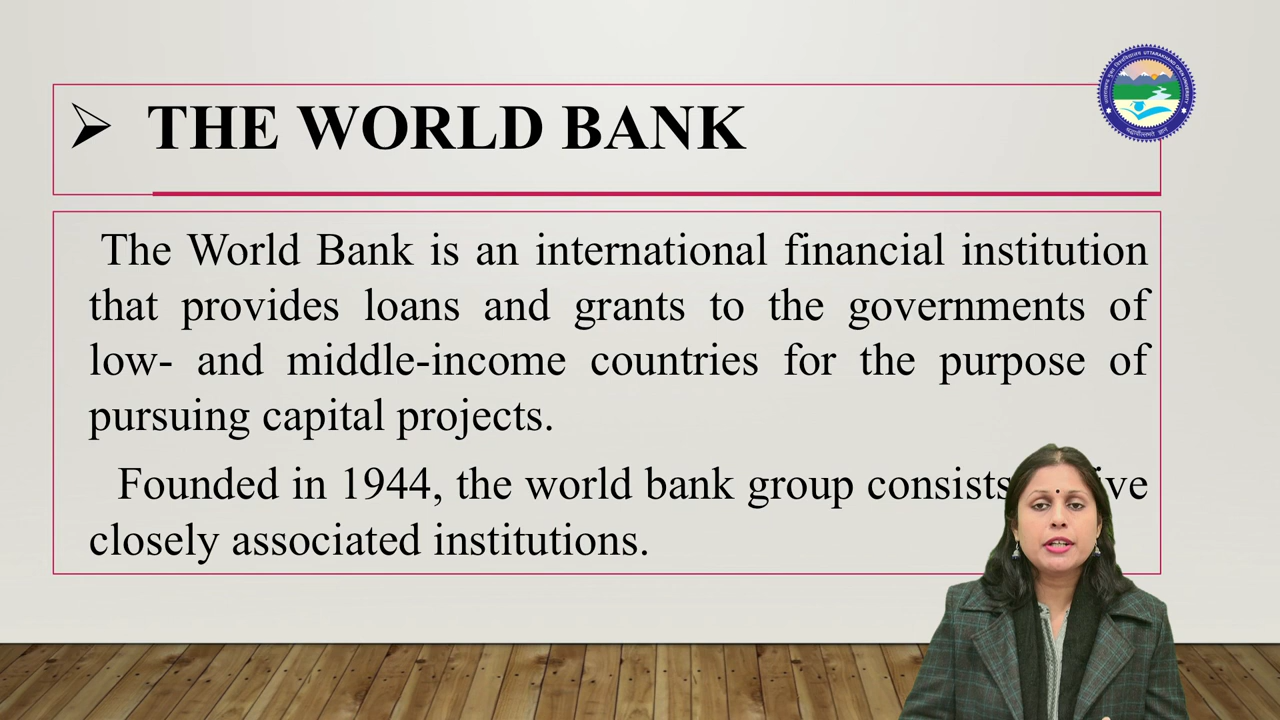 THE WORLD BANK
The World Bank is an international financial institution
that provides loans and grants to the governments of
low- and middle-income countries for the purpose of
pursuing capital projects.
Founded in 1944, the world bank group consists
closely associated institutions.